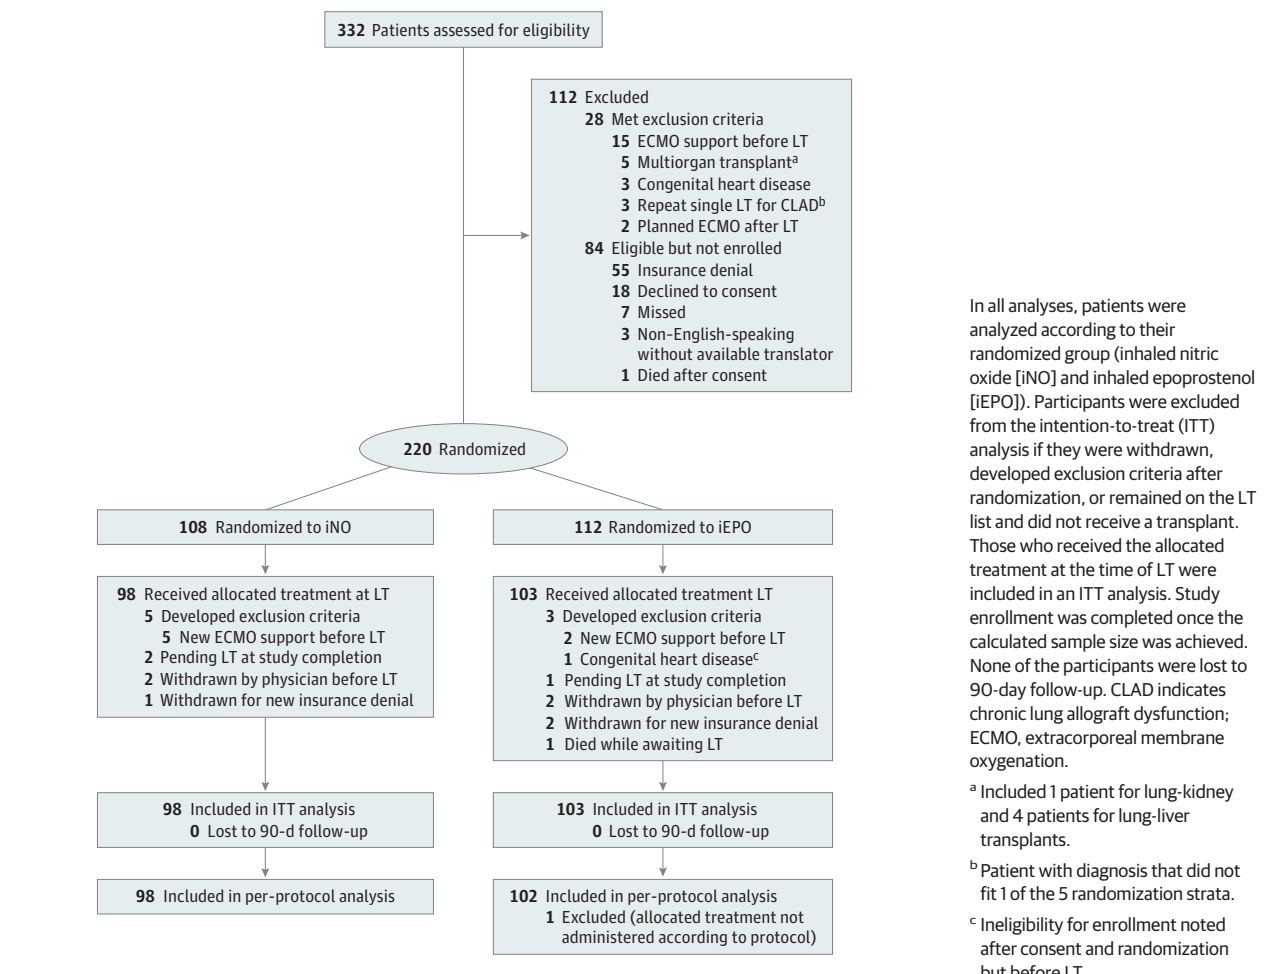 332 Patients assessed for eligibility
112 Excluded
28 Met exclusion criteria
15 ECMO support before LT
5 Multiorgan transplantᵃ
3 Congenital heart disease
3 Repeat single LT for CLADᵇ
2 Planned ECMO after LT
84 Eligible but not enrolled
55 Insurance denial
18 Declined to consent
7 Missed
3 Non–English-speaking
without available translator
1 Died after consent
220 Randomized
108 Randomized to iNO
98 Received allocated treatment at LT
5 Developed exclusion criteria
5 New ECMO support before LT
2 Pending LT at study completion
2 Withdrawn by physician before LT
1 Withdrawn for new insurance denial
98 Included in ITT analysis
0 Lost to 90-d follow-up
98 Included in per-protocol analysis
112 Randomized to iEPO
103 Received allocated treatment LT
3 Developed exclusion criteria
2 New ECMO support before LT
1 Congenital heart diseaseᶜ
1 Pending LT at study completion
2 Withdrawn by physician before LT
2 Withdrawn for new insurance denial
1 Died while awaiting LT
103 Included in ITT analysis
0 Lost to 90-d follow-up
102 Included in per-protocol analysis
1 Excluded (allocated treatment not
administered according to protocol)
In all analyses, patients were
analyzed according to their
randomized group (inhaled nitric
oxide [iNO] and inhaled epoprostenol
[iEPO]). Participants were excluded
from the intention-to-treat (ITT)
analysis if they were withdrawn,
developed exclusion criteria after
randomization, or remained on the LT
list and did not receive a transplant.
Those who received the allocated
treatment at the time of LT were
included in an ITT analysis. Study
enrollment was completed once the
calculated sample size was achieved.
None of the participants were lost to
90-day follow-up. CLAD indicates
chronic lung allograft dysfunction;
ECMO, extracorporeal membrane
oxygenation.
ᵃ Included 1 patient for lung-kidney
and 4 patients for lung-liver
transplants.
ᵇ Patient with diagnosis that did not
fit 1 of the 5 randomization strata.
ᶜ Ineligibility for enrollment noted
after consent and randomization
but before LT